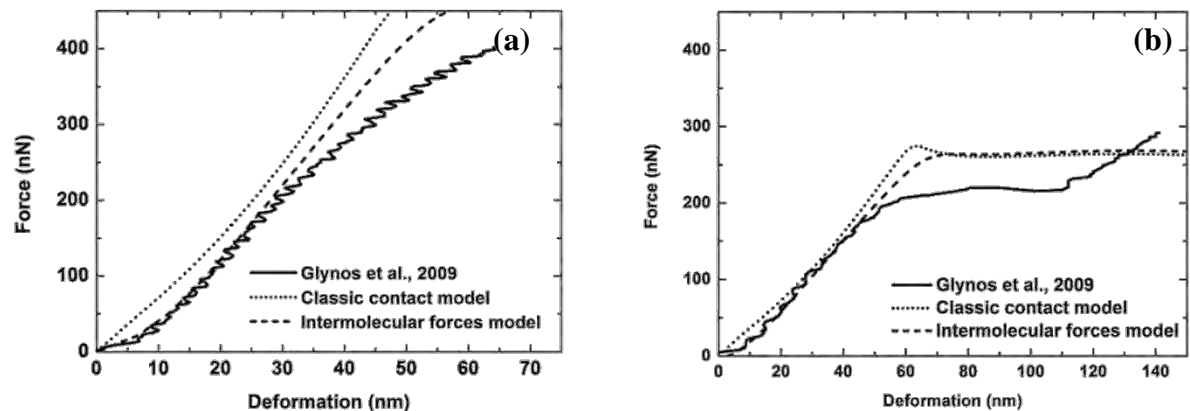 (a)
400
300
200
100
0
Force (nN)
Glynos et al., 2009
Classic contact model
Intermolecular forces model
0 10 20 30 40 50 60 70
Deformation (nm)
(b)
400
300
200
100
0
Force (nN)
Glynos et al., 2009
Classic contact model
Intermolecular forces model
0 20 40 60 80 100 120 140
Deformation (nm)